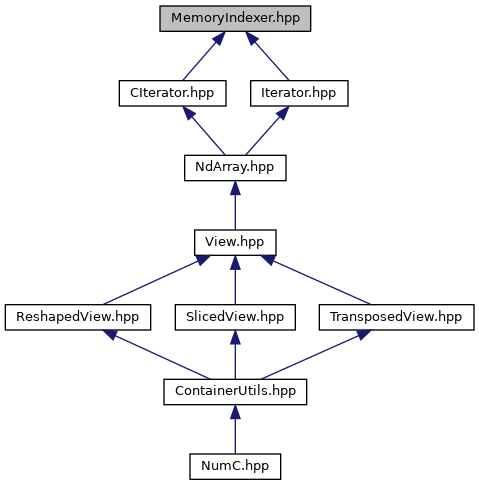 MemoryIndexer.hpp
CIterator.hpp
Iterator.hpp
NdArray.hpp
View.hpp
ReshapedView.hpp
SlicedView.hpp
TransposedView.hpp
ContainerUtils.hpp
NumC.hpp